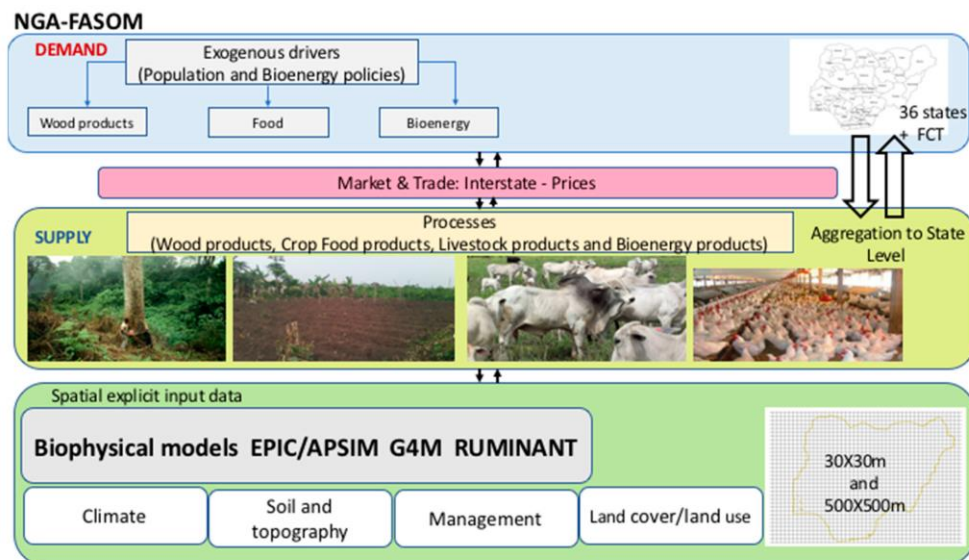 NGA-FASOM
DEMAND
Exogenous drivers
(Population and Bioenergy policies)
Wood products
Food
Bioenergy
36 states
+ FCT
Market & Trade: Interstate - Prices
Processes
(Wood products, Crop Food products, Livestock products and Bioenergy products)
SUPPLY
Aggregation to State
Level
Spatial explicit input data
Biophysical models EPIC/APSIM G4M RUMINANT
30X30m
and
500X500m
Climate
Soil and
topography
Management
Land cover/land use